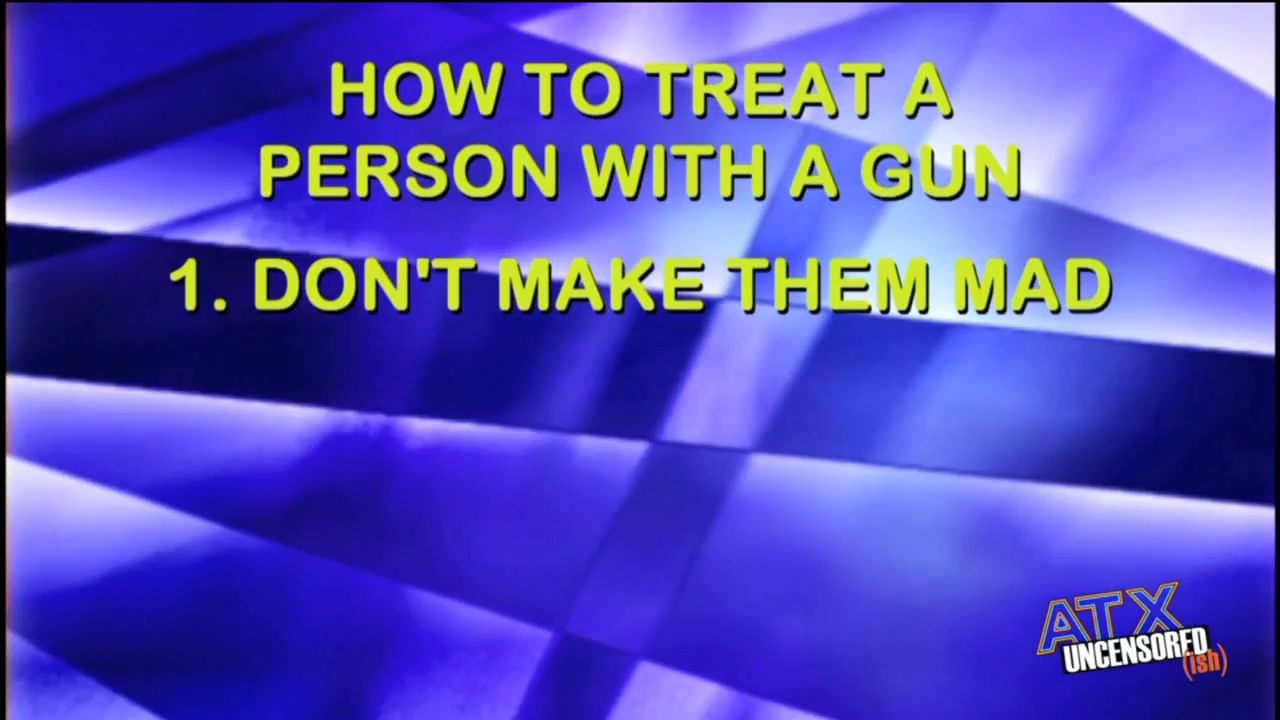 HOW TO TREAT A
PERSON WITH A GUN
1. DON'T MAKE THEM MAD
ATX
UNCENSORED
(ish)